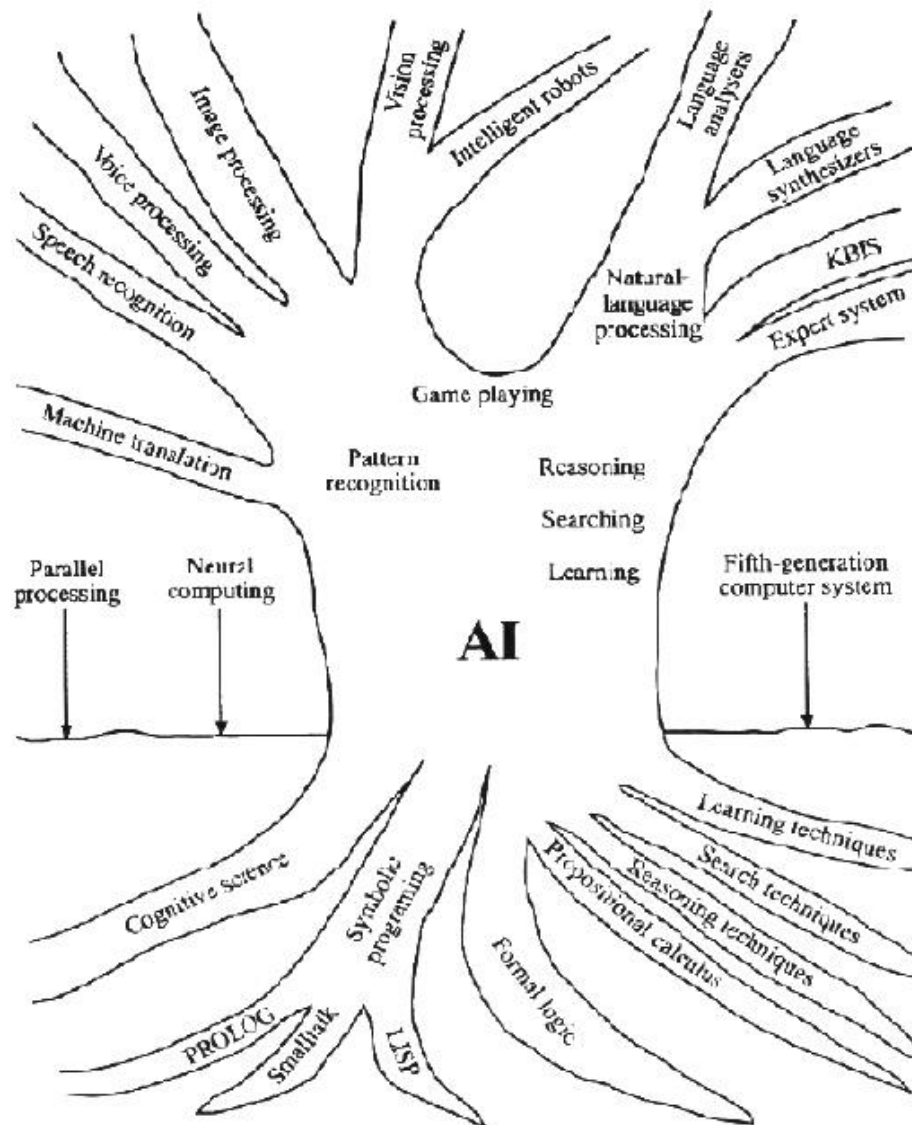 Image processing
Vision
processing
Intelligent robots
Language
analysers
Voice processing
Language
synthesizers
Speech recognition
KBIS
Natural-
language
processing
Expert system
Game playing
Machine translation
Pattern
recognition
Reasoning
Searching
Learning
Parallel
processing
Neural
computing
Fifth-generation
computer system
AI
Learning techniques
Search techniques
Reasoning techniques
Propositional calculus
Cognitive science
Symbolic
programing
Formal logic
PROLOG
Smalltalk
LISP